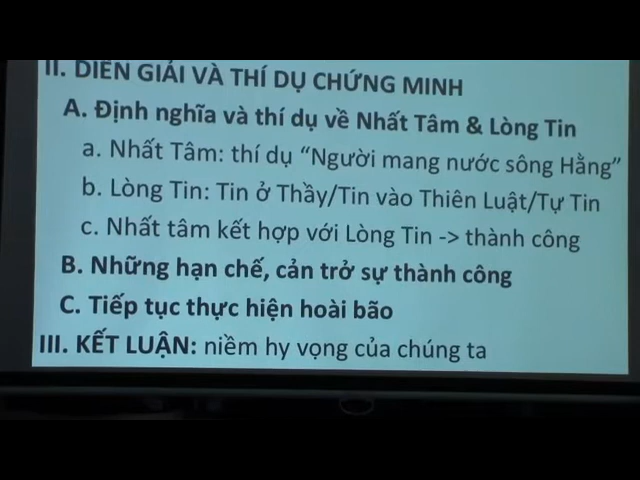 II. DIỄN GIẢI VÀ THÍ DỤ CHỨNG MINH
A. Định nghĩa và thí dụ về Nhất Tâm & Lòng Tin
a. Nhất Tâm: thí dụ “Người mang nước sông Hằng”
b. Lòng Tin: Tin ở Thầy/Tin vào Thiên Luật/Tự Tin
c. Nhất tâm kết hợp với Lòng Tin -> thành công
B. Những hạn chế, cản trở sự thành công
C. Tiếp tục thực hiện hoài bão
III. KẾT LUẬN: niềm hy vọng của chúng ta